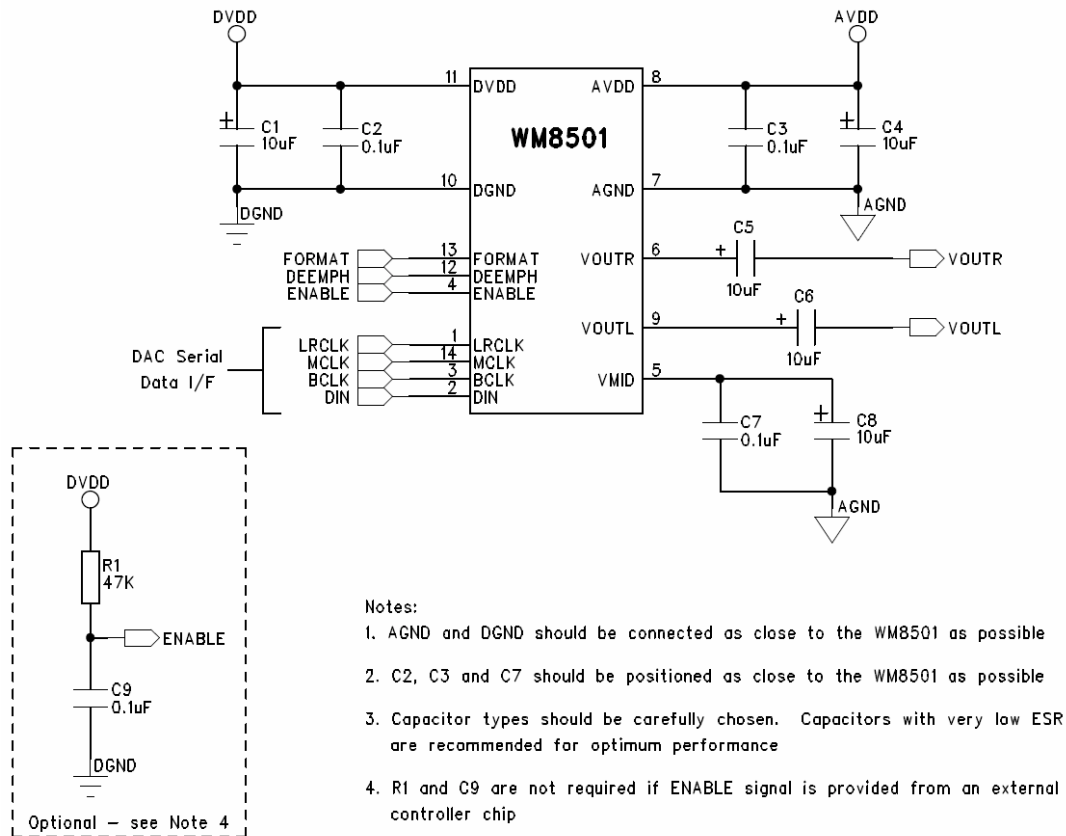 DVDD
AVDD
11
DVDD
AVDD
8
WM8501
C1
10uF
C2
0.1uF
C3
0.1uF
C4
10uF
10
DGND
AGND
7
DGND
AGND
FORMAT
13
FORMAT
DEEMPH
12
DEEMPH
ENABLE
4
ENABLE
VOUTR
6
C5
10uF
VOUTR
VOUTL
9
C6
10uF
VOUTL
DAC Serial
Data I/F
LRCLK
1
LRCLK
MCLK
14
MCLK
BCLK
3
BCLK
DIN
2
DIN
VMID
5
C7
0.1uF
C8
10uF
AGND
DVDD
R1
47K
ENABLE
C9
0.1uF
DGND
Optional – see Note 4
Notes:
1. AGND and DGND should be connected as close to the WM8501 as possible
2. C2, C3 and C7 should be positioned as close to the WM8501 as possible
3. Capacitor types should be carefully chosen. Capacitors with very low ESR
are recommended for optimum performance
4. R1 and C9 are not required if ENABLE signal is provided from an external
controller chip